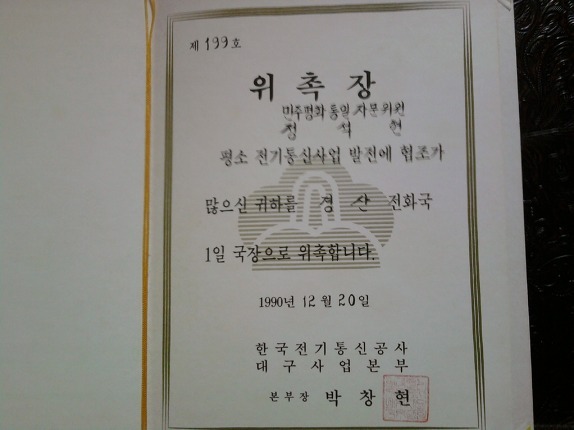 제 199호
위 촉 장
민주평화통일자문위원
정 석 현
평소 전기통신사업 발전에 협조가
많으신 귀하를 경 산 전화국
1일 국장으로 위촉합니다.
1990년 12월 20일
한국전기통신공사
대구사업본부
본부장 박 창 현